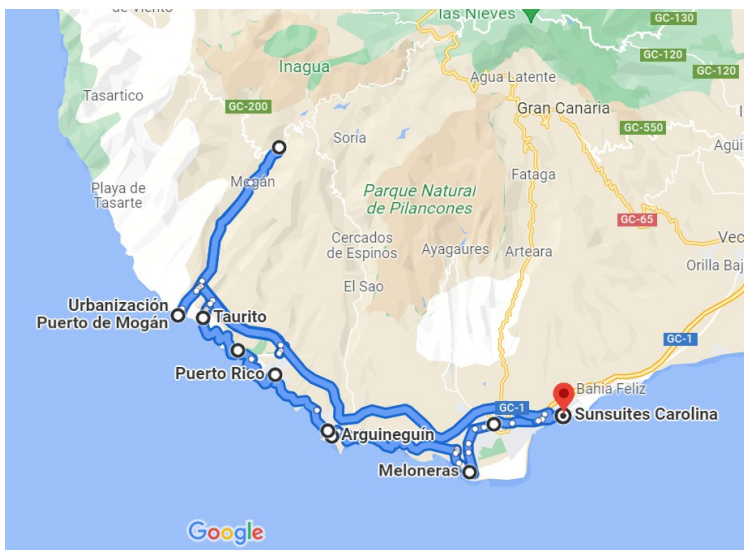 de Viento
las Nieves
GC-130
GC-120
GC-120
Inagua
Agua Latente
Tasartico
GC-200
Gran Canaria
Soria
GC-550
Agüi
Mogán
Fataga
Playa de
Tasarte
Parque Natural
de Pilancones
GC-65
Cercados
de Espinos
Ayagaures
Arteara
Vec
Orilla Baj
El Sao
Urbanización
Puerto de Mogán
Taurito
GC-1
Puerto Rico
Bahia Feliz
GC-1
Sunsuites Carolina
Arguineguín
Meloneras
Google